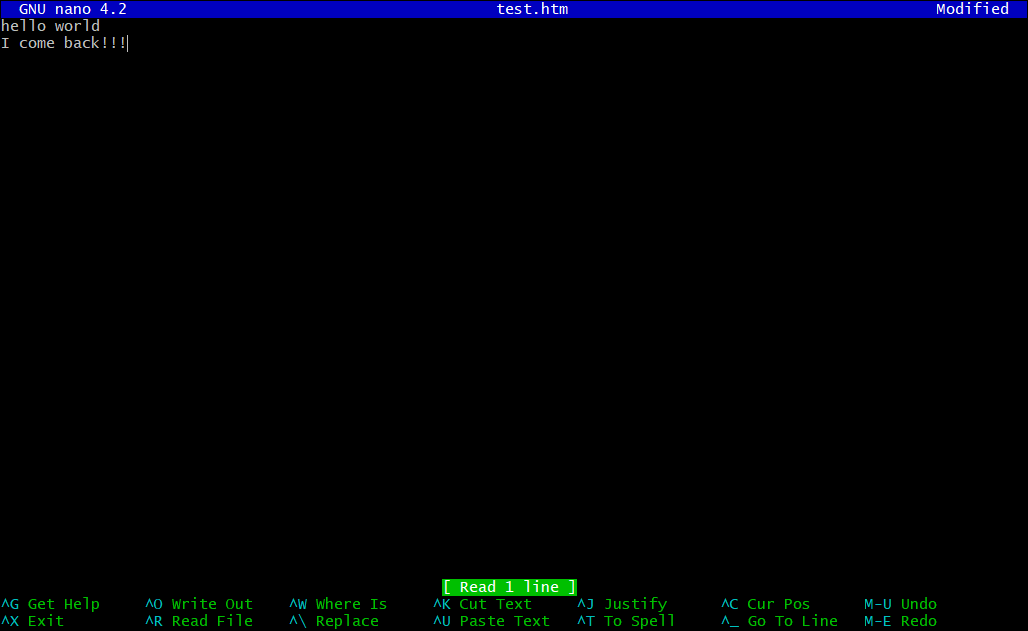 GNU nano 4.2 test.htm Modified
hello world
I come back!!!
[ Read 1 line ]
^G Get Help ^O Write Out ^W Where Is ^K Cut Text ^J Justify ^C Cur Pos M-U Undo
^X Exit ^R Read File ^\ Replace ^U Paste Text ^T To Spell ^_ Go To Line M-E Redo